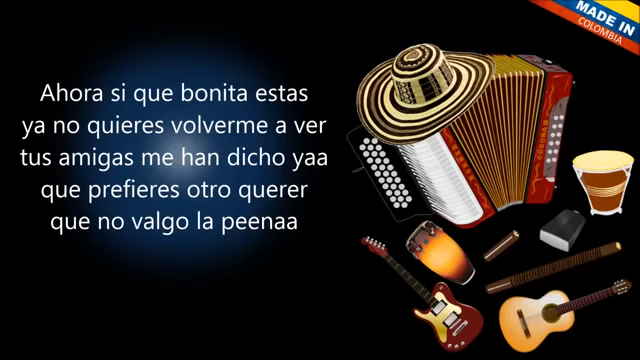 Ahora si que bonita estas
ya no quieres volverme a ver
tus amigas me han dicho yaa
que prefieres otro querer
que no valgo la peenaa
MADE IN
COLOMBIA